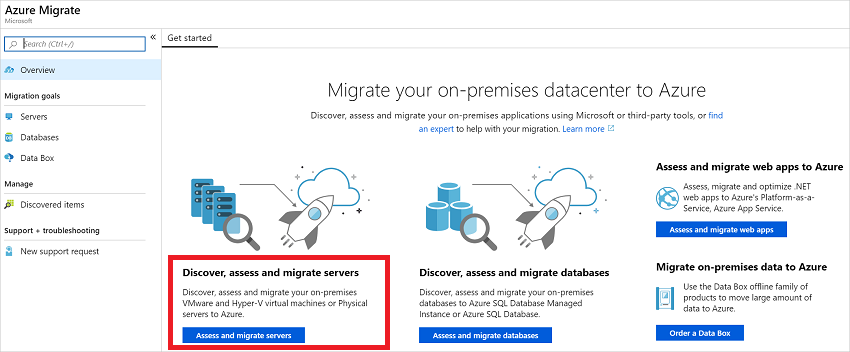 Azure Migrate
Microsoft
Search (Ctrl+/)
«
Overview
Migration goals
Servers
Databases
Data Box
Manage
Discovered items
Support + troubleshooting
New support request
Get started
Migrate your on-premises datacenter to Azure
Discover, assess and migrate your on-premises applications using Microsoft or third-party tools, or find
an expert to help with your migration. Learn more
Discover, assess and migrate servers
Discover, assess and migrate your on-premises
VMware and Hyper-V virtual machines or Physical
servers to Azure.
Assess and migrate servers
Discover, assess and migrate databases
Discover, assess and migrate your on-premises
databases to Azure SQL Database Managed
Instance or Azure SQL Database.
Assess and migrate databases
Assess and migrate web apps to Azure
Assess, migrate and optimize .NET
web apps to Azure's Platform-as-a-
Service, Azure App Service.
Assess and migrate web apps
Migrate on-premises data to Azure
Use the Data Box offline family of
products to move large amount of
data to Azure.
Order a Data Box